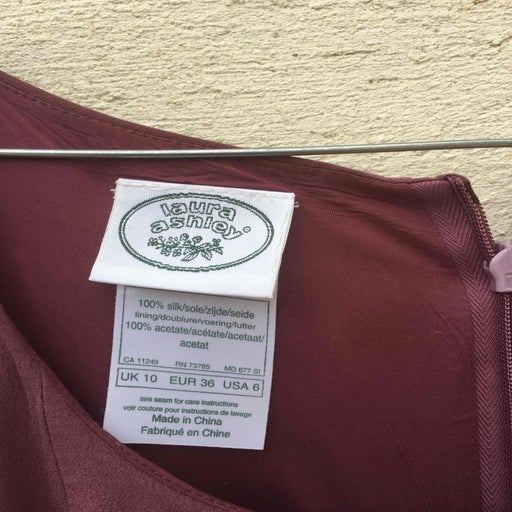 laura
ashley®
100% silk/soie/zijde/seide
lining/doublure/voering/futter
100% acetate/acétate/acetaat/
acetat
CA 11249 RN 73765 MD 677 SI
UK 10 EUR 36 USA 6
see seam for care instructions
voir couture pour instructions de lavage
Made in China
Fabriqué en Chine